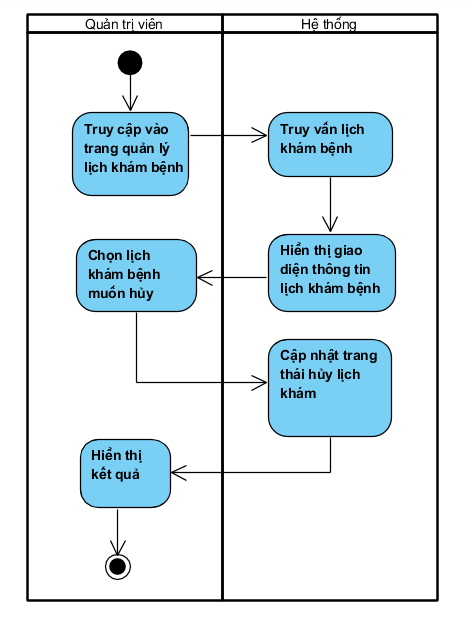 Quản trị viên
Hệ thống
Truy cập vào
trang quản lý
lịch khám bệnh
Truy vấn lịch
khám bệnh
Hiển thị giao
diện thông tin
lịch khám bệnh
Chọn lịch
khám bệnh
muốn hủy
Cập nhật trang
thái hủy lịch
khám
Hiển thị
kết quả